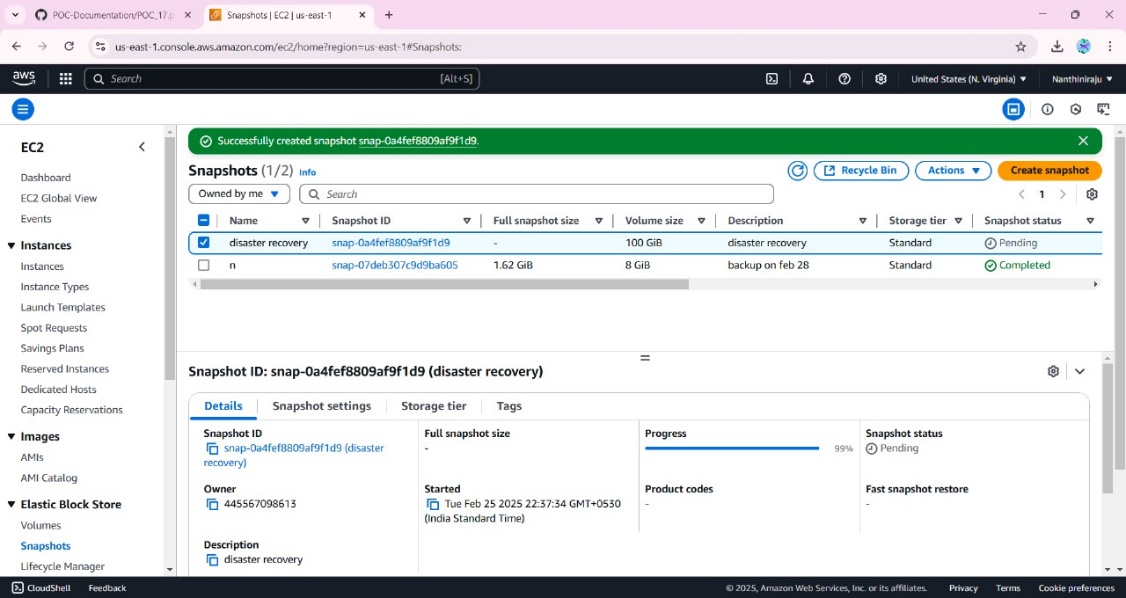 POC-Documentation/POC_17.p
Snapshots | EC2 | us-east-1
us-east-1.console.aws.amazon.com/ec2/home?region=us-east-1#Snapshots:
aws
Search
[Alt+S]
United States (N. Virginia)
Nanthiniraju
EC2
Dashboard
EC2 Global View
Events
Instances
Instances
Instance Types
Launch Templates
Spot Requests
Savings Plans
Reserved Instances
Dedicated Hosts
Capacity Reservations
Images
AMIs
AMI Catalog
Elastic Block Store
Volumes
Snapshots
Lifecycle Manager
Successfully created snapshot snap-0a4fef8809af9f1d9.
Snapshots (1/2) Info
Recycle Bin
Actions
Create snapshot
Owned by me
Search
1
Name Snapshot ID Full snapshot size Volume size Description Storage tier Snapshot status
disaster recovery snap-0a4fef8809af9f1d9 - 100 GiB disaster recovery Standard Pending
n snap-07deb307c9d9ba605 1.62 GiB 8 GiB backup on feb 28 Standard Completed
Snapshot ID: snap-0a4fef8809af9f1d9 (disaster recovery)
Details Snapshot settings Storage tier Tags
Snapshot ID
snap-0a4fef8809af9f1d9 (disaster
recovery)
Full snapshot size
-
Progress
99%
Snapshot status
Pending
Owner
445567098613
Started
Tue Feb 25 2025 22:37:34 GMT+0530
(India Standard Time)
Product codes
-
Fast snapshot restore
-
Description
disaster recovery
CloudShell Feedback © 2025, Amazon Web Services, Inc. or its affiliates. Privacy Terms Cookie preferences